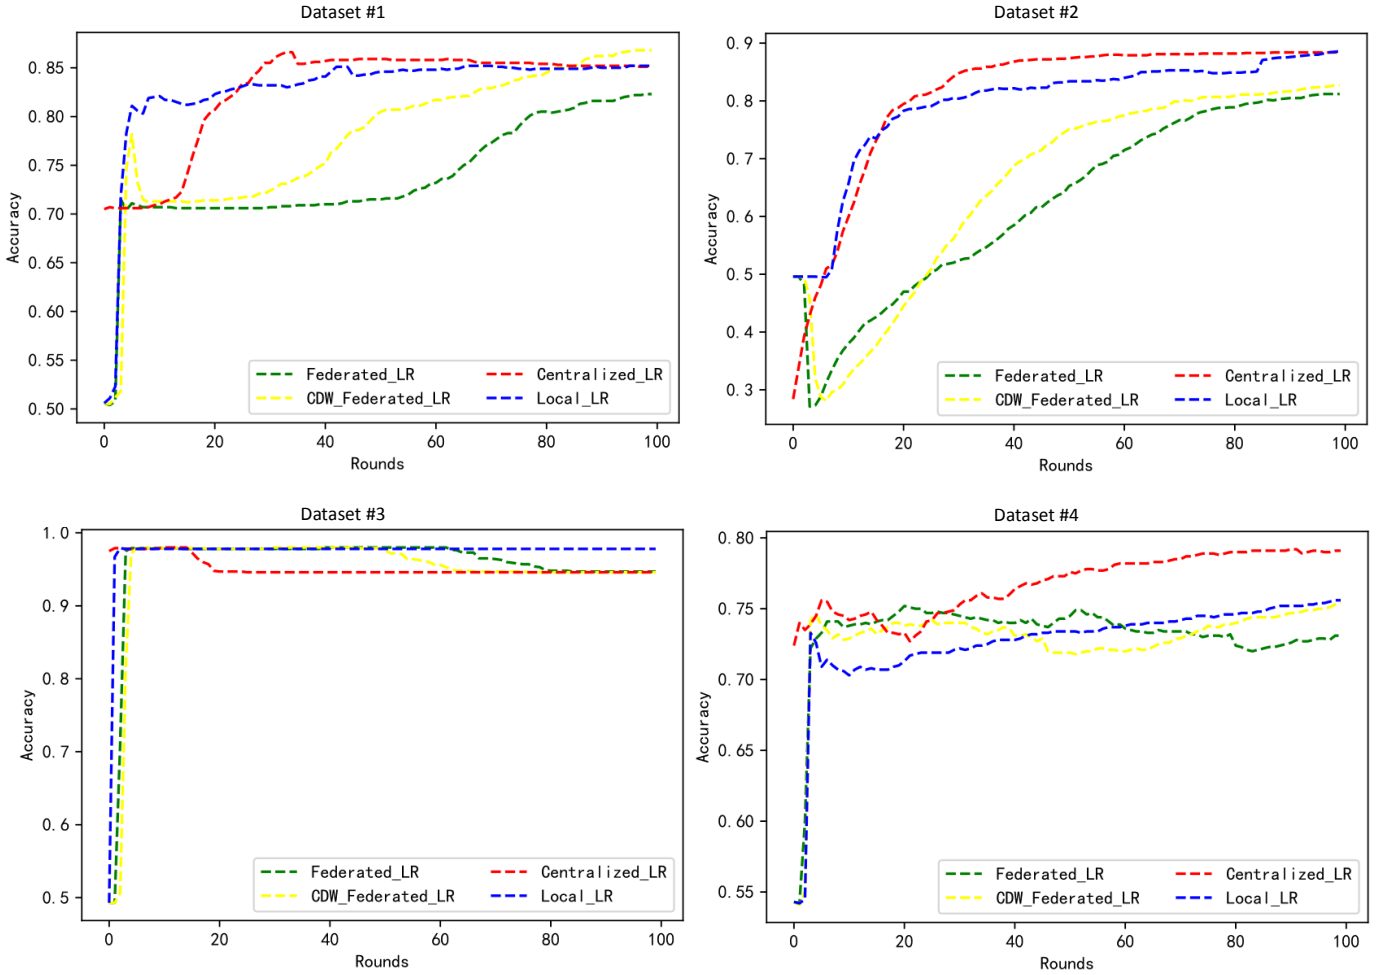 Dataset #1
0.85
0.80
0.75
0.70
0.65
0.60
0.55
0.50
Accuracy
Federated_LR
CDW_Federated_LR
Centralized_LR
Local_LR
0 20 40 60 80 100
Rounds
Dataset #2
0.9
0.8
0.7
0.6
0.5
0.4
0.3
Accuracy
Federated_LR
CDW_Federated_LR
Centralized_LR
Local_LR
0 20 40 60 80 100
Rounds
Dataset #3
1.0
0.9
0.8
0.7
0.6
0.5
Accuracy
Federated_LR
CDW_Federated_LR
Centralized_LR
Local_LR
0 20 40 60 80 100
Rounds
Dataset #4
0.80
0.75
0.70
0.65
0.60
0.55
Accuracy
Federated_LR
CDW_Federated_LR
Centralized_LR
Local_LR
0 20 40 60 80 100
Rounds